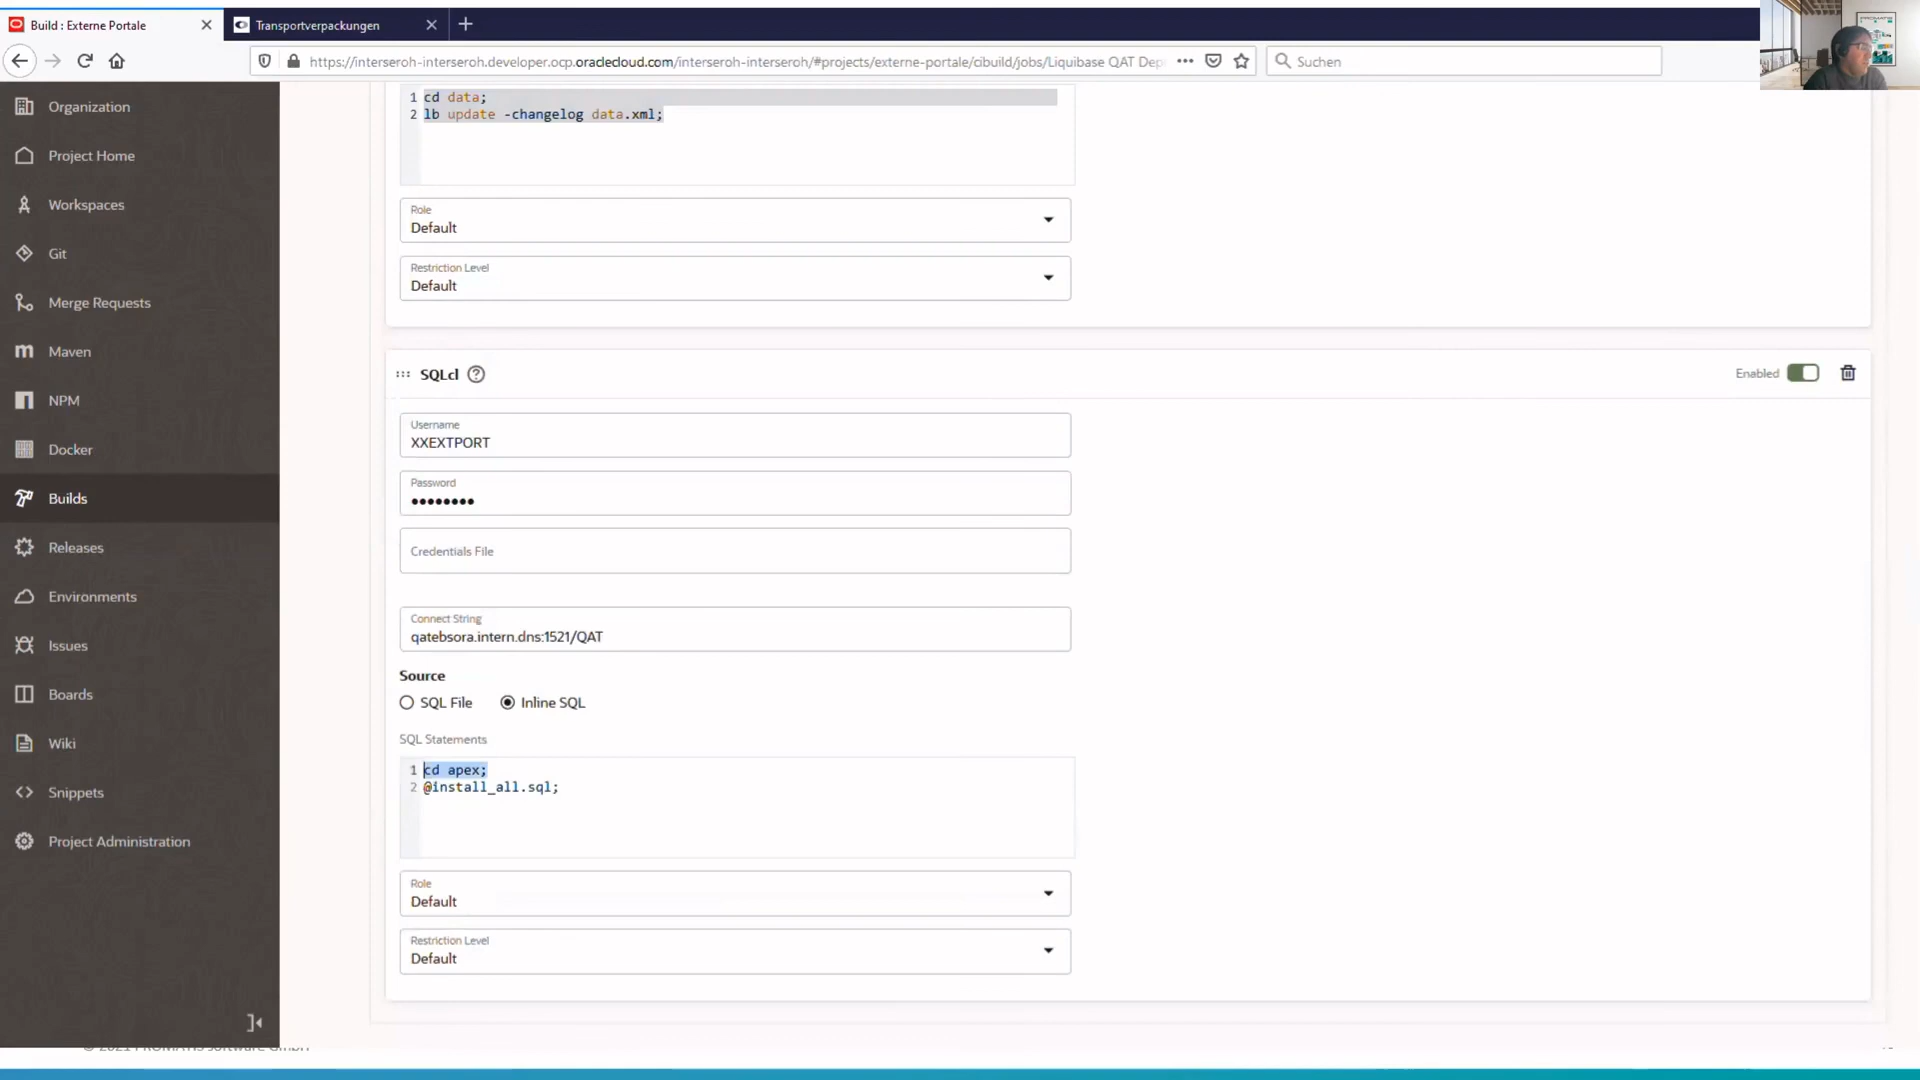 Build : Externe Portale
Transportverpackungen
https://interseroh-interseroh.developer.ocp.oraclecloud.com/interseroh-interseroh/#projects/externe-portale/cibuild/jobs/Liquibase QAT Dep
Suchen
Organization
Project Home
Workspaces
Git
Merge Requests
Maven
NPM
Docker
Builds
Releases
Environments
Issues
Boards
Wiki
Snippets
Project Administration
1 cd data;
2 lb update -changelog data.xml;
Role
Default
Restriction Level
Default
SQLcl
Enabled
Username
XXEXTPORT
Password
••••••••
Credentials File
Connect String
qatebsora.intern.dns:1521/QAT
Source
SQL File
Inline SQL
SQL Statements
1 cd apex;
2 @install_all.sql;
Role
Default
Restriction Level
Default
© 2021 PROMATIS software GmbH